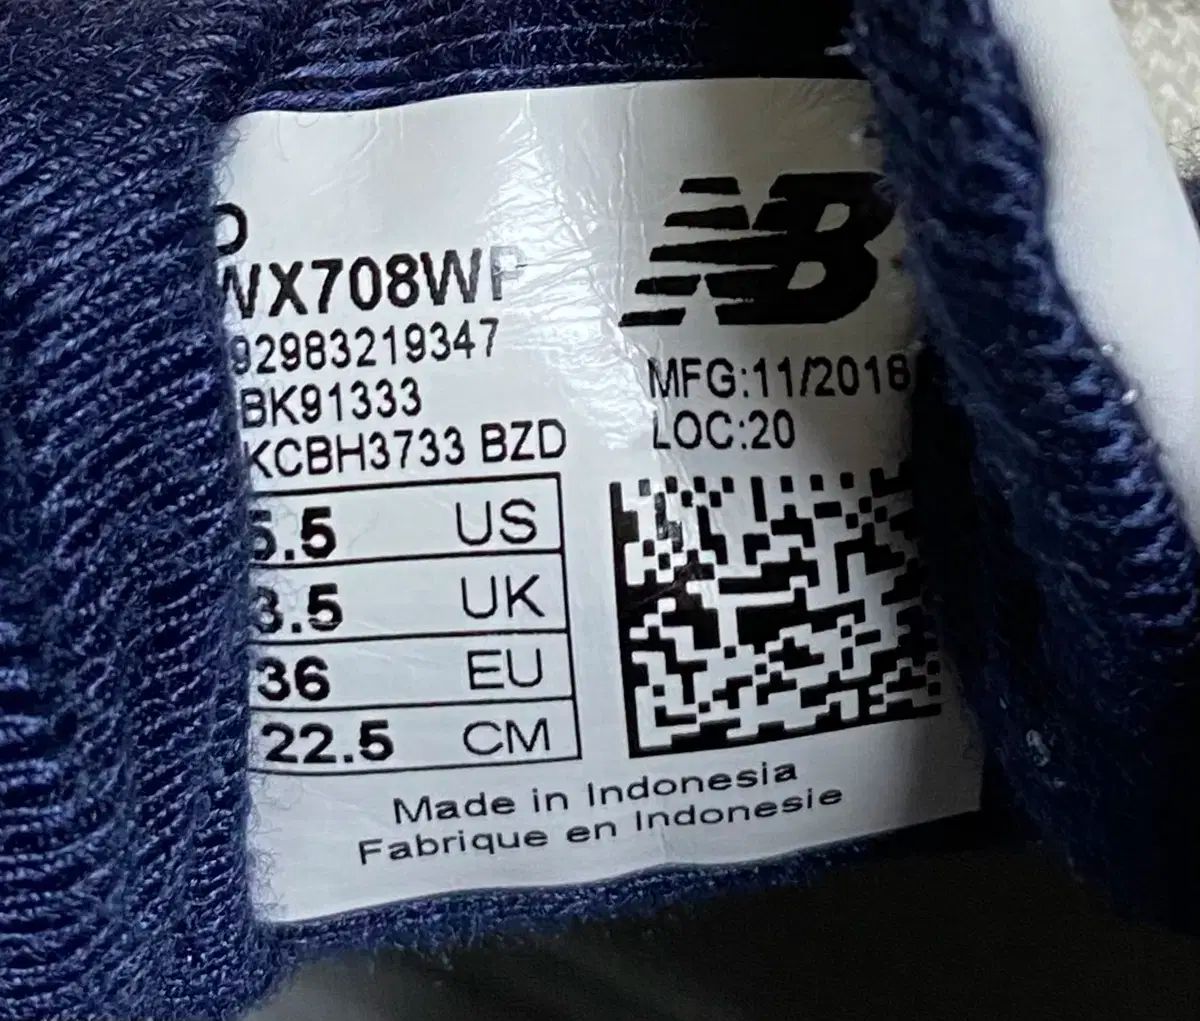 D
WX708WP
92983219347
BK91333
KCBH3733 BZD
5.5 US
3.5 UK
36 EU
22.5 CM
NB
MFG:11/2018
LOC:20
Made in Indonesia
Fabrique en Indonesie